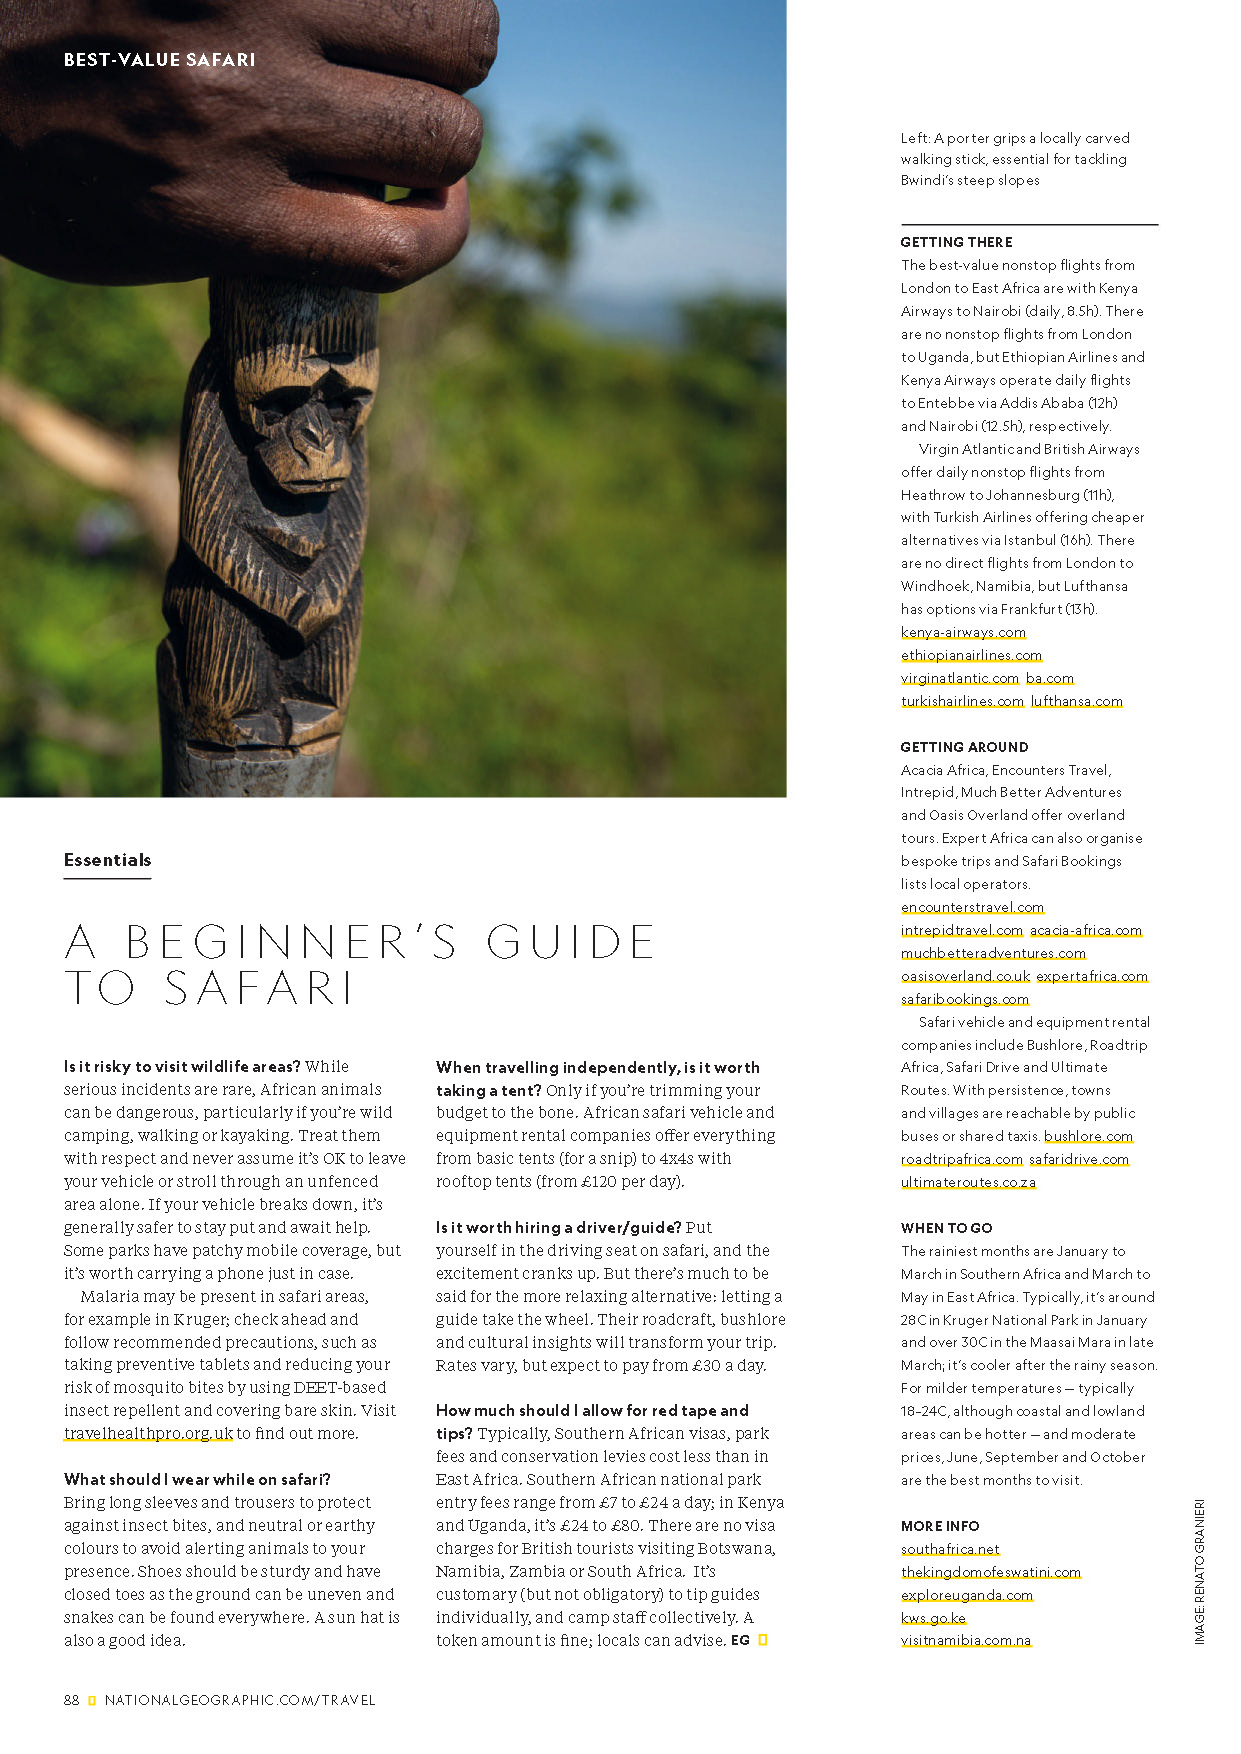 BEST-VALUE SAFARI
Left: A porter grips a locally carved
walking stick, essential for tackling
Bwindi's steep slopes
Essentials
A BEGINNER'S GUIDE
TO SAFARI
Is it risky to visit wildlife areas? While
serious incidents are rare, African animals
can be dangerous, particularly if you're wild
camping, walking or kayaking. Treat them
with respect and never assume it's OK to leave
your vehicle or stroll through an unfenced
area alone. If your vehicle breaks down, it's
generally safer to stay put and await help.
Some parks have patchy mobile coverage, but
it's worth carrying a phone just in case.
Malaria may be present in safari areas,
for example in Kruger; check ahead and
follow recommended precautions, such as
taking preventive tablets and reducing your
risk of mosquito bites by using DEET-based
insect repellent and covering bare skin. Visit
travelhealthpro.org.uk to find out more.
What should I wear while on safari?
Bring long sleeves and trousers to protect
against insect bites, and neutral or earthy
colours to avoid alerting animals to your
presence. Shoes should be sturdy and have
closed toes as the ground can be uneven and
snakes can be found everywhere. A sun hat is
also a good idea.
When travelling independently, is it worth
taking a tent? Only if you're trimming your
budget to the bone. African safari vehicle and
equipment rental companies offer everything
from basic tents (for a snip) to 4x4s with
rooftop tents (from £120 per day).
Is it worth hiring a driver/guide? Put
yourself in the driving seat on safari, and the
excitement cranks up. But there's much to be
said for the more relaxing alternative: letting a
guide take the wheel. Their roadcraft, bushlore
and cultural insights will transform your trip.
Rates vary, but expect to pay from £30 a day.
How much should I allow for red tape and
tips? Typically, Southern African visas, park
fees and conservation levies cost less than in
East Africa. Southern African national park
entry fees range from £7 to £24 a day; in Kenya
and Uganda, it's £24 to £80. There are no visa
charges for British tourists visiting Botswana,
Namibia, Zambia or South Africa. It's
customary (but not obligatory) to tip guides
individually, and camp staff collectively. A
token amount is fine; locals can advise. EG
GETTING THERE
The best-value nonstop flights from
London to East Africa are with Kenya
Airways to Nairobi (daily, 8.5h). There
are no nonstop flights from London
to Uganda, but Ethiopian Airlines and
Kenya Airways operate daily flights
to Entebbe via Addis Ababa (12h)
and Nairobi (12.5h), respectively.
Virgin Atlantic and British Airways
offer daily nonstop flights from
Heathrow to Johannesburg (11h),
with Turkish Airlines offering cheaper
alternatives via Istanbul (16h). There
are no direct flights from London to
Windhoek, Namibia, but Lufthansa
has options via Frankfurt (13h).
kenya-airways.com
ethiopianairlines.com
virginatlantic.com ba.com
turkishairlines.com lufthansa.com
GETTING AROUND
Acacia Africa, Encounters Travel,
Intrepid, Much Better Adventures
and Oasis Overland offer overland
tours. Expert Africa can also organise
bespoke trips and Safari Bookings
lists local operators.
encounterstravel.com
intrepidtravel.com acacia-africa.com
muchbetteradventures.com
oasisoverland.co.uk expertafrica.com
safaribookings.com
Safari vehicle and equipment rental
companies include Bushlore, Roadtrip
Africa, Safari Drive and Ultimate
Routes. With persistence, towns
and villages are reachable by public
buses or shared taxis. bushlore.com
roadtripafrica.com safaridrive.com
ultimateroutes.co.za
WHEN TO GO
The rainiest months are January to
March in Southern Africa and March to
May in East Africa. Typically, it's around
28C in Kruger National Park in January
and over 30C in the Maasai Mara in late
March; it's cooler after the rainy season.
For milder temperatures — typically
18-24C, although coastal and lowland
areas can be hotter — and moderate
prices, June, September and October
are the best months to visit.
MORE INFO
southafrica.net
thekingdomofeswatini.com
exploreuganda.com
kws.go.ke
visitnamibia.com.na
IMAGE: RENATO GRANIERI
88 NATIONALGEOGRAPHIC.COM/TRAVEL